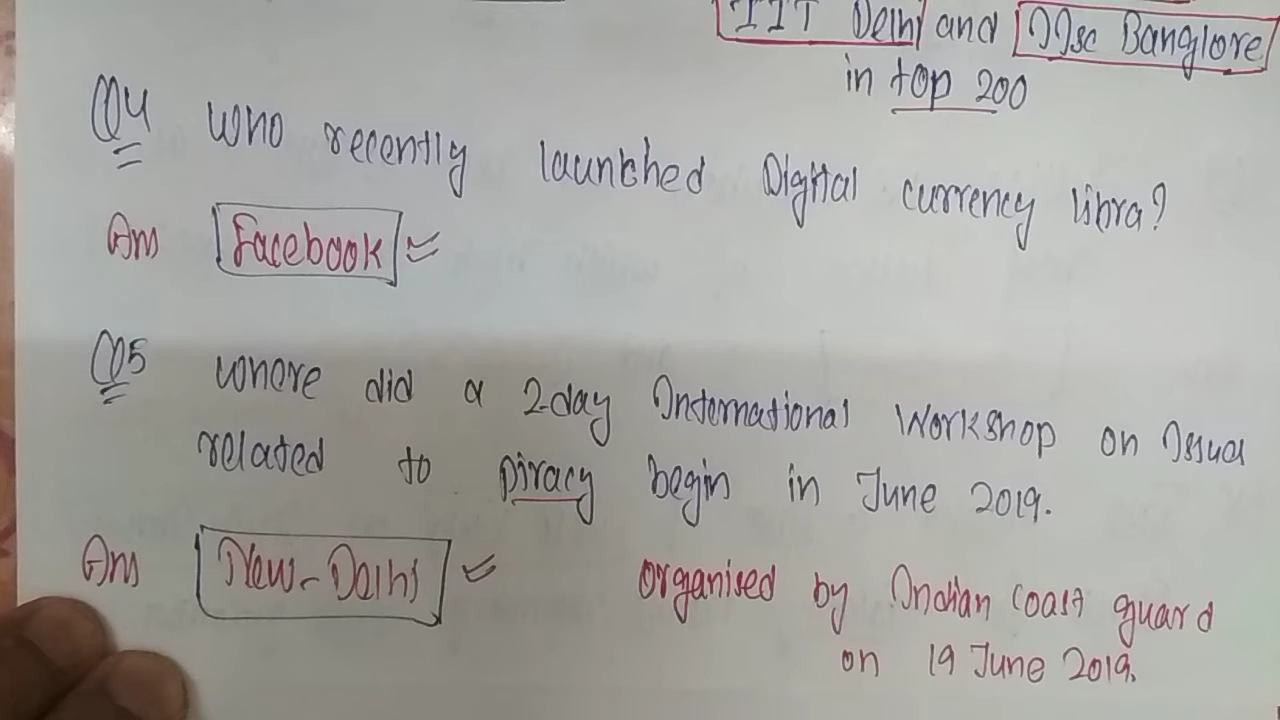 IIT Delhi and IISc Banglore
in top 200
Q4 Who recently launched Digital currency libra?
Ans Facebook
Q5 Where did a 2-day International Workshop on Issues
related to piracy begin in June 2019.
Ans New-Delhi organised by Indian Coast guard
on 19 June 2019.